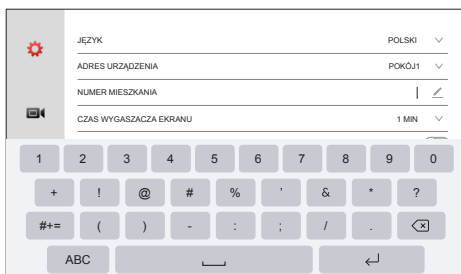 JĘZYK POLSKI
ADRES URZĄDZENIA POKÓJ1
NUMER MIESZKANIA
CZAS WYGASZACZA EKRANU 1 MIN
1 2 3 4 5 6 7 8 9 0
+ ! @ # % ' & * ?
#+= ( ) - : ; / .
ABC